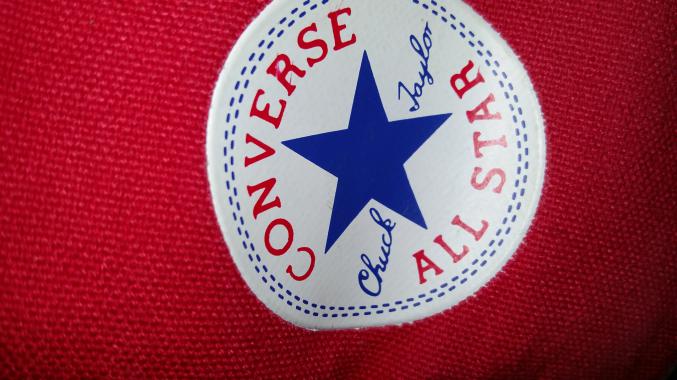 CONVERSE
ALL STAR
Chuck Taylor